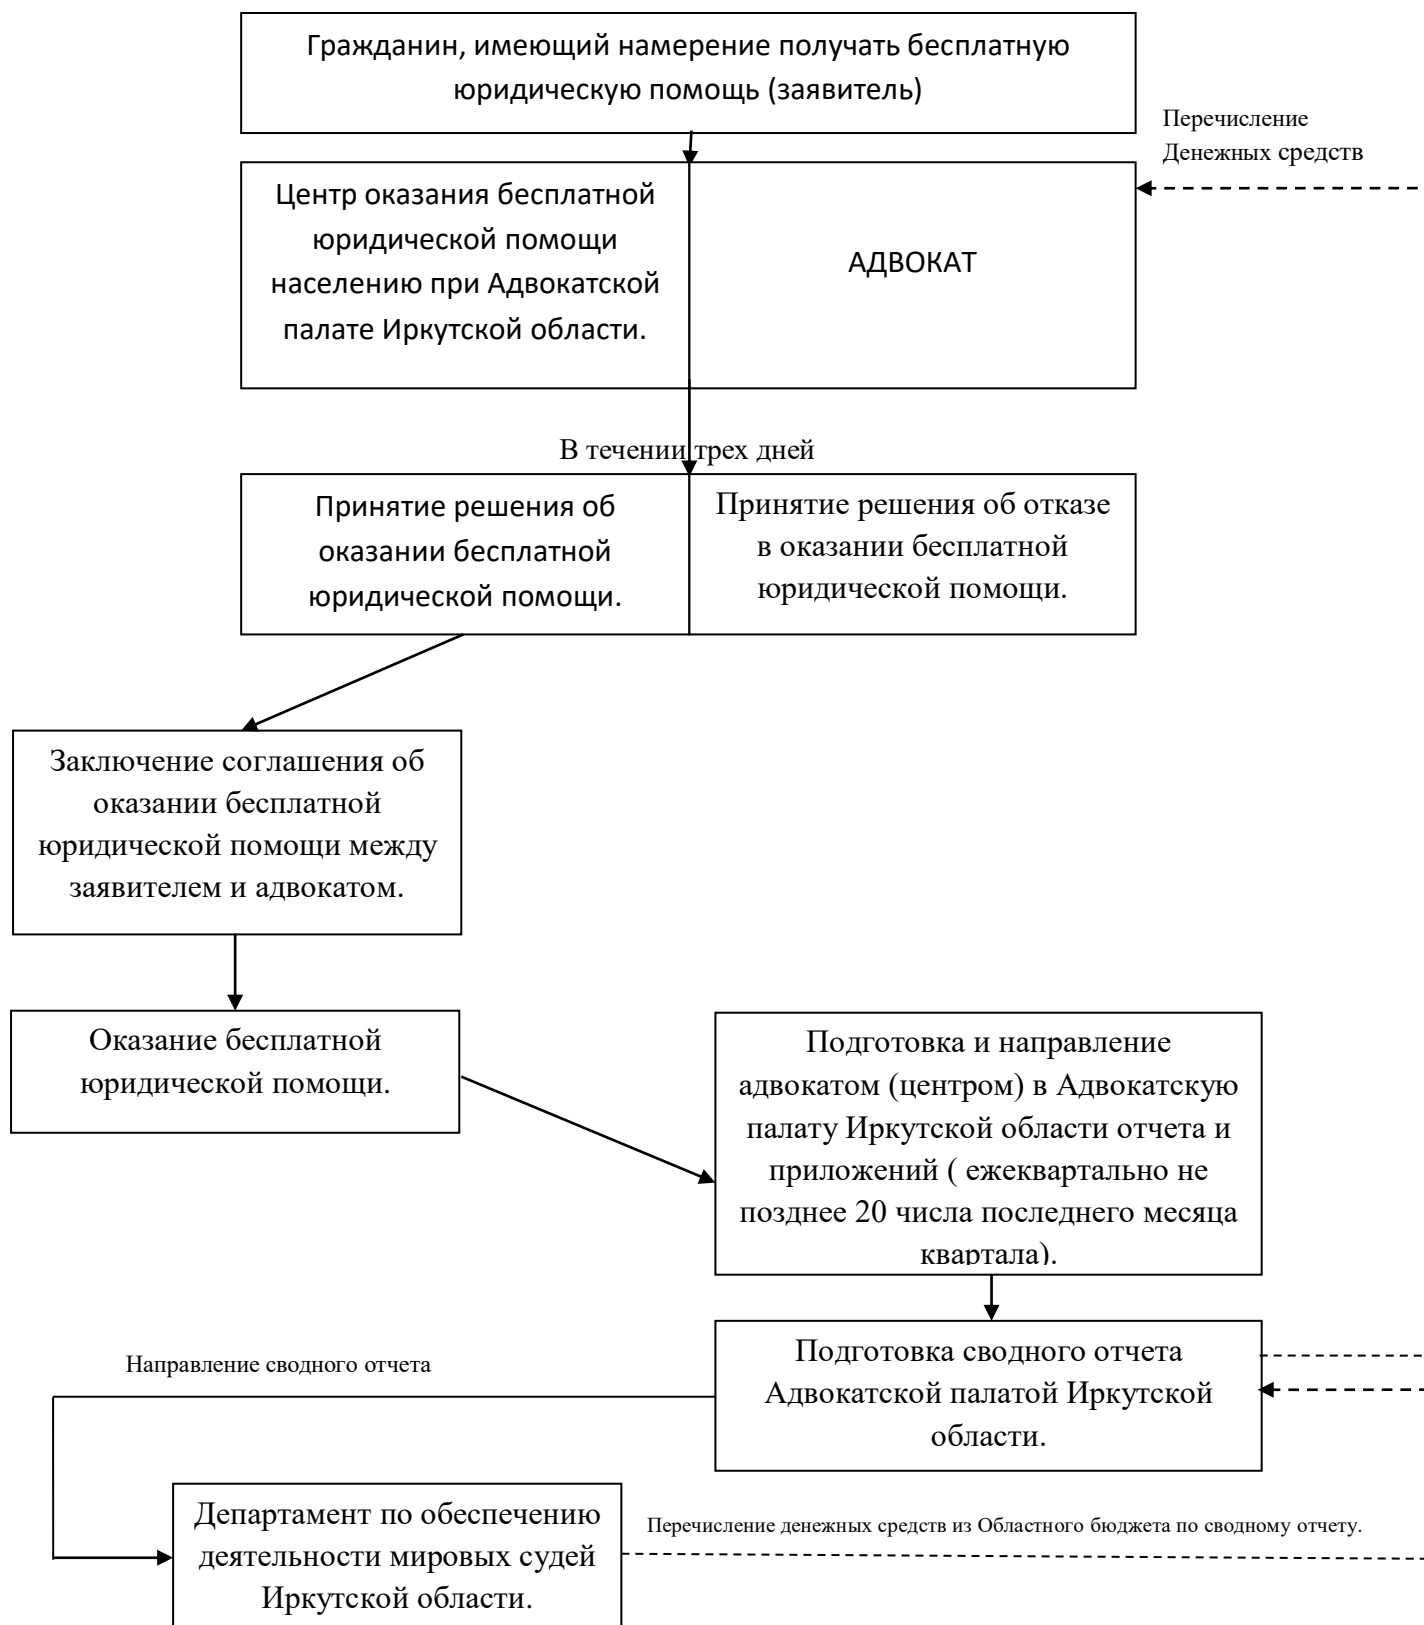 Гражданин, имеющий намерение получать бесплатную
юридическую помощь (заявитель)
Перечисление
Денежных средств
Центр оказания бесплатной
юридической помощи
населению при Адвокатской
палате Иркутской области.
АДВОКАТ
В течении трех дней
Принятие решения об
оказании бесплатной
юридической помощи.
Принятие решения об отказе
в оказании бесплатной
юридической помощи.
Заключение соглашения об
оказании бесплатной
юридической помощи между
заявителем и адвокатом.
Оказание бесплатной
юридической помощи.
Подготовка и направление
адвокатом (центром) в Адвокатскую
палату Иркутской области отчета и
приложений ( ежеквартально не
позднее 20 числа последнего месяца
квартала).
Подготовка сводного отчета
Адвокатской палатой Иркутской
области.
Направление сводного отчета
Департамент по обеспечению
деятельности мировых судей
Иркутской области.
Перечисление денежных средств из Областного бюджета по сводному отчету.